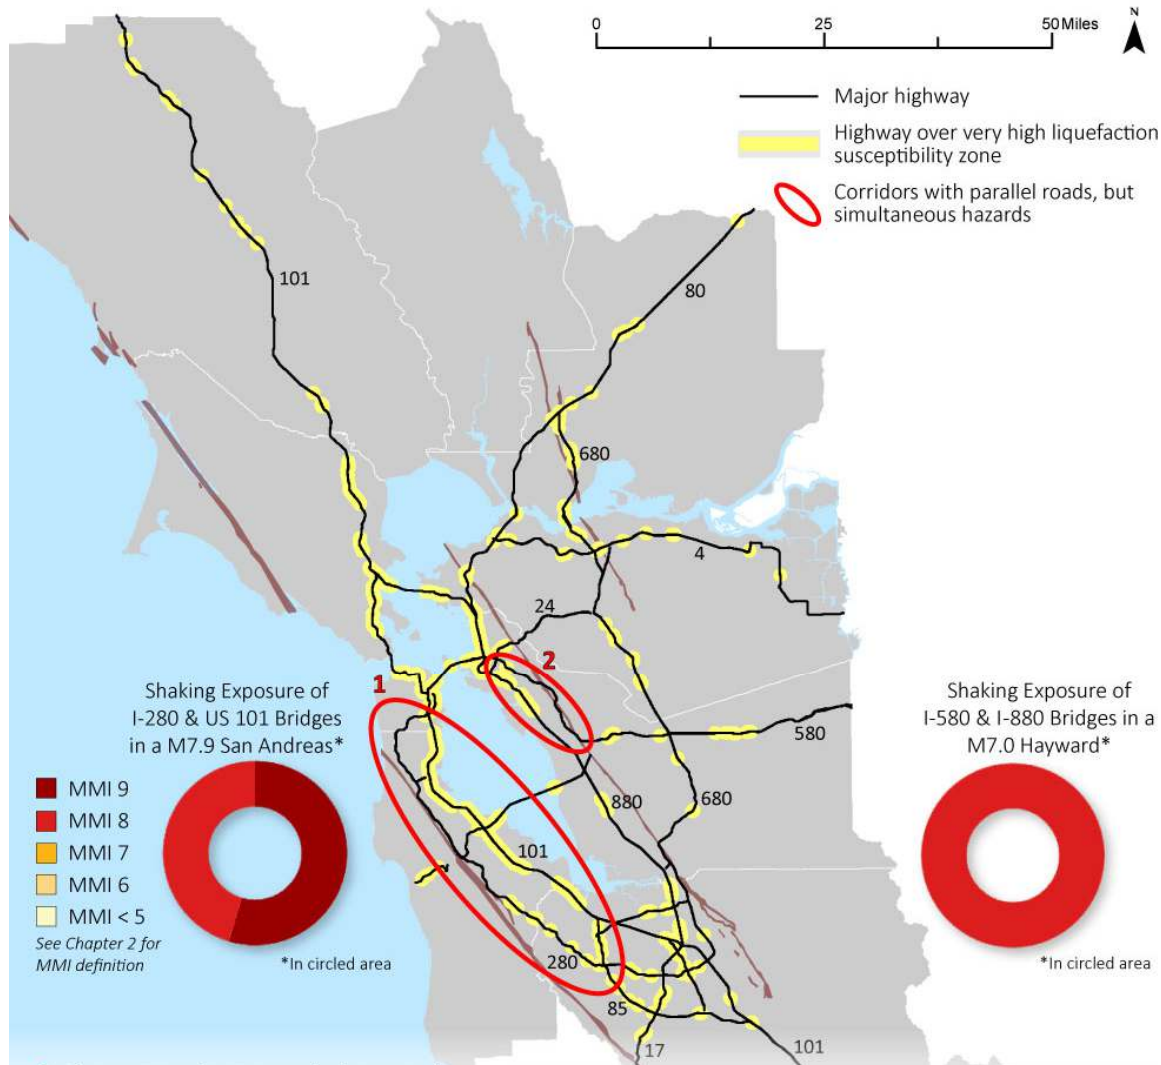 0 25 50 Miles
N
Major highway
Highway over very high liquefaction
susceptibility zone
Corridors with parallel roads, but
simultaneous hazards
101
80
680
4
24
2
1
580
880
680
101
280
85
17
101
Shaking Exposure of
I-280 & US 101 Bridges
in a M7.9 San Andreas*
MMI 9
MMI 8
MMI 7
MMI 6
MMI < 5
See Chapter 2 for
MMI definition
*In circled area
Shaking Exposure of
I-580 & I-880 Bridges in a
M7.0 Hayward*
*In circled area